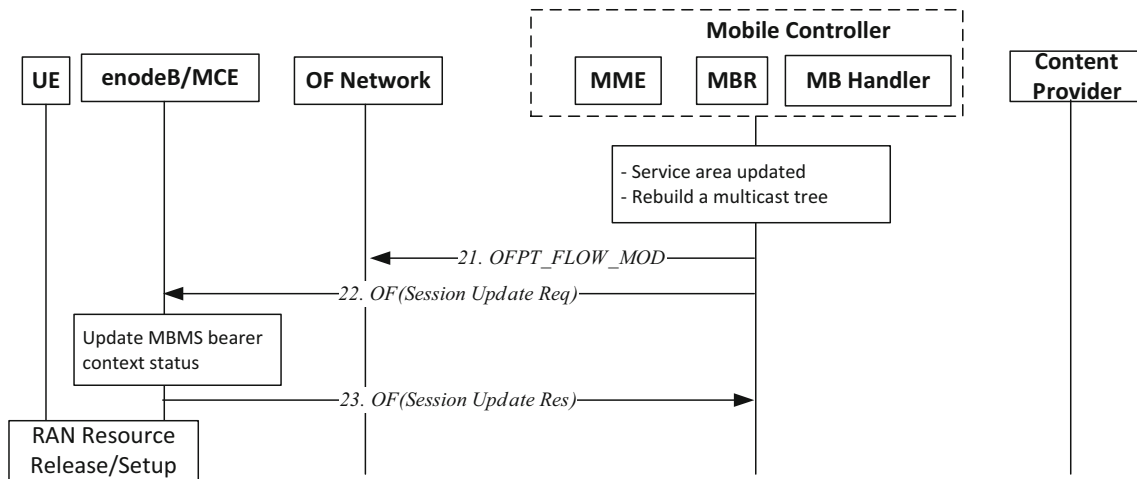 Mobile Controller
UE
enodeB/MCE
OF Network
MME
MBR
MB Handler
Content
Provider
- Service area updated
- Rebuild a multicast tree
21. OFPT_FLOW_MOD
22. OF(Session Update Req)
Update MBMS bearer
context status
23. OF(Session Update Res)
RAN Resource
Release/Setup